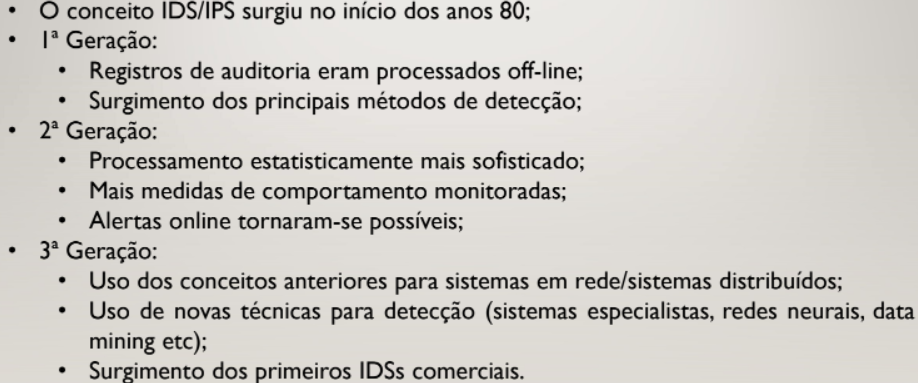 • O conceito IDS/IPS surgiu no início dos anos 80;
• 1ª Geração:
• Registros de auditoria eram processados off-line;
• Surgimento dos principais métodos de detecção;
• 2ª Geração:
• Processamento estatisticamente mais sofisticado;
• Mais medidas de comportamento monitoradas;
• Alertas online tornaram-se possíveis;
• 3ª Geração:
• Uso dos conceitos anteriores para sistemas em rede/sistemas distribuídos;
• Uso de novas técnicas para detecção (sistemas especialistas, redes neurais, data
mining etc);
• Surgimento dos primeiros IDSs comerciais.